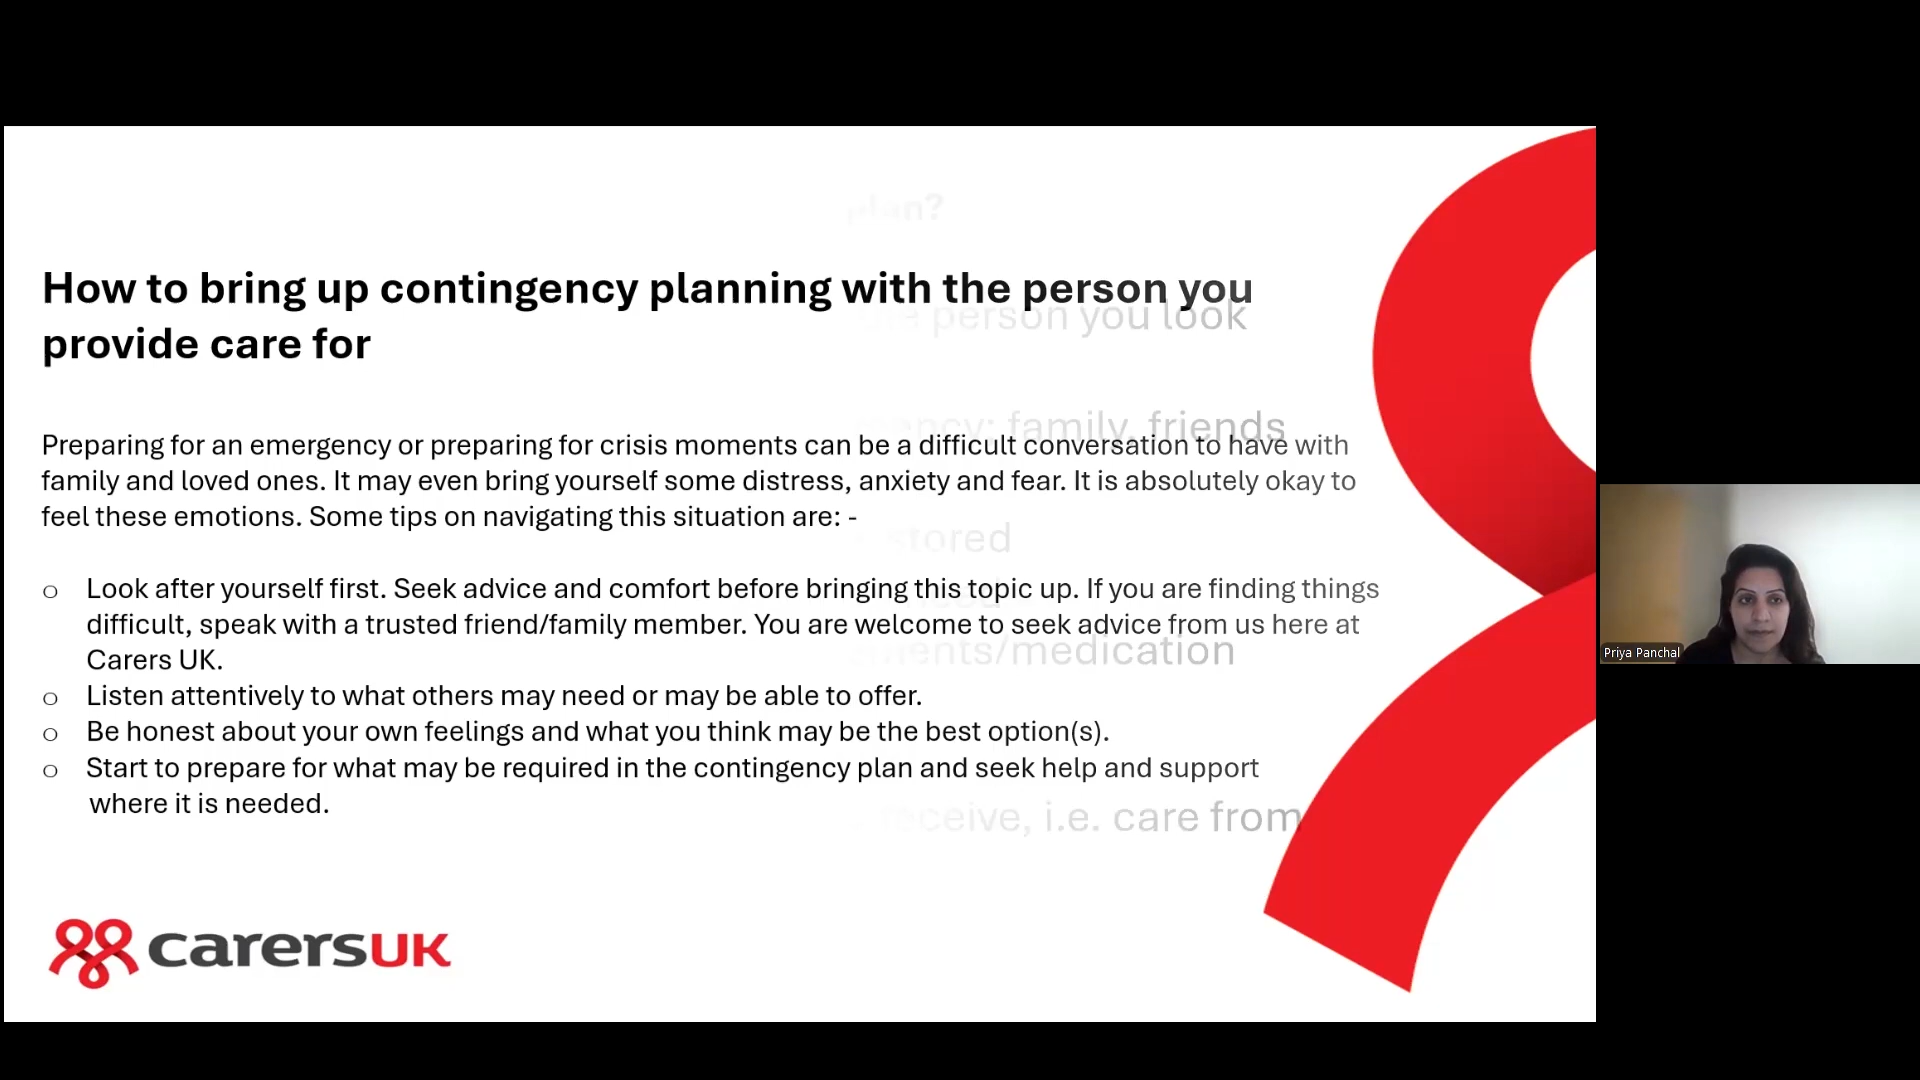 plan?
How to bring up contingency planning with the person you
the person you look
provide care for
family, friends
Preparing for an emergency or preparing for crisis moments can be a difficult conversation to have with
family and loved ones. It may even bring yourself some distress, anxiety and fear. It is absolutely okay to
feel these emotions. Some tips on navigating this situation are: -
stored
o Look after yourself first. Seek advice and comfort before bringing this topic up. If you are finding things
difficult, speak with a trusted friend/family member. You are welcome to seek advice from us here at
/medication
Carers UK.
o Listen attentively to what others may need or may be able to offer.
o Be honest about your own feelings and what you think may be the best option(s).
o Start to prepare for what may be required in the contingency plan and seek help and support
where it is needed.
receive, i.e. care from
carersUK
Priya Panchal